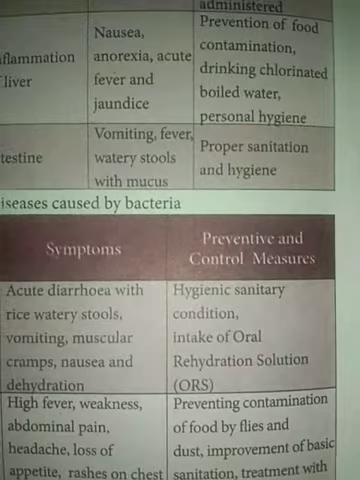 administered
nflammation
liver
Nausea,
anorexia, acute
fever and
jaundice
Prevention of food
contamination,
drinking chlorinated
boiled water,
personal hygiene
testine
Vomiting, fever,
watery stools
with mucus
Proper sanitation
and hygiene
iseases caused by bacteria
Symptoms
Preventive and
Control Measures
Acute diarrhoea with
rice watery stools,
vomiting, muscular
cramps, nausea and
dehydration
Hygienic sanitary
condition,
intake of Oral
Rehydration Solution
(ORS)
High fever, weakness,
abdominal pain,
headache, loss of
appetite, rashes on chest
Preventing contamination
of food by flies and
dust, improvement of basic
sanitation, treatment with